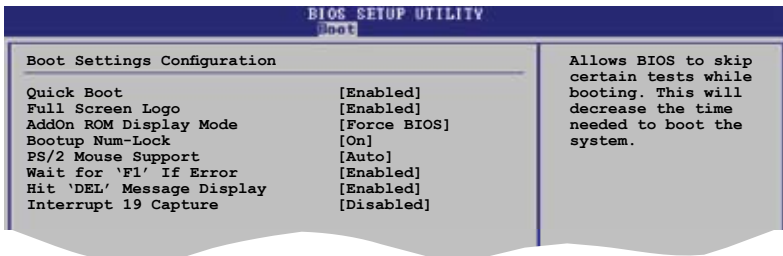 BIOS SETUP UTILITY
Boot
Boot Settings Configuration
Quick Boot [Enabled]
Full Screen Logo [Enabled]
AddOn ROM Display Mode [Force BIOS]
Bootup Num-Lock [On]
PS/2 Mouse Support [Auto]
Wait for ‘F1’ If Error [Enabled]
Hit ‘DEL’ Message Display [Enabled]
Interrupt 19 Capture [Disabled]
Allows BIOS to skip
certain tests while
booting. This will
decrease the time
needed to boot the
system.